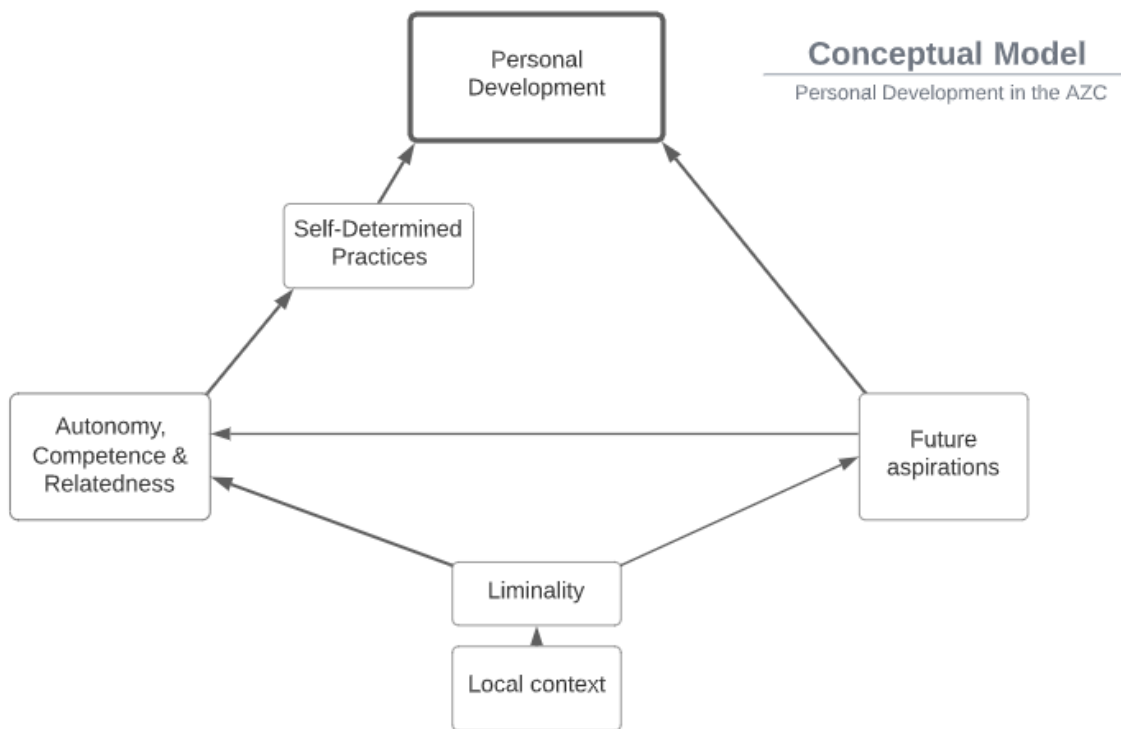 Conceptual Model
Personal Development in the AZC
Personal
Development
Self-Determined
Practices
Autonomy,
Competence &
Relatedness
Future
aspirations
Liminality
Local context